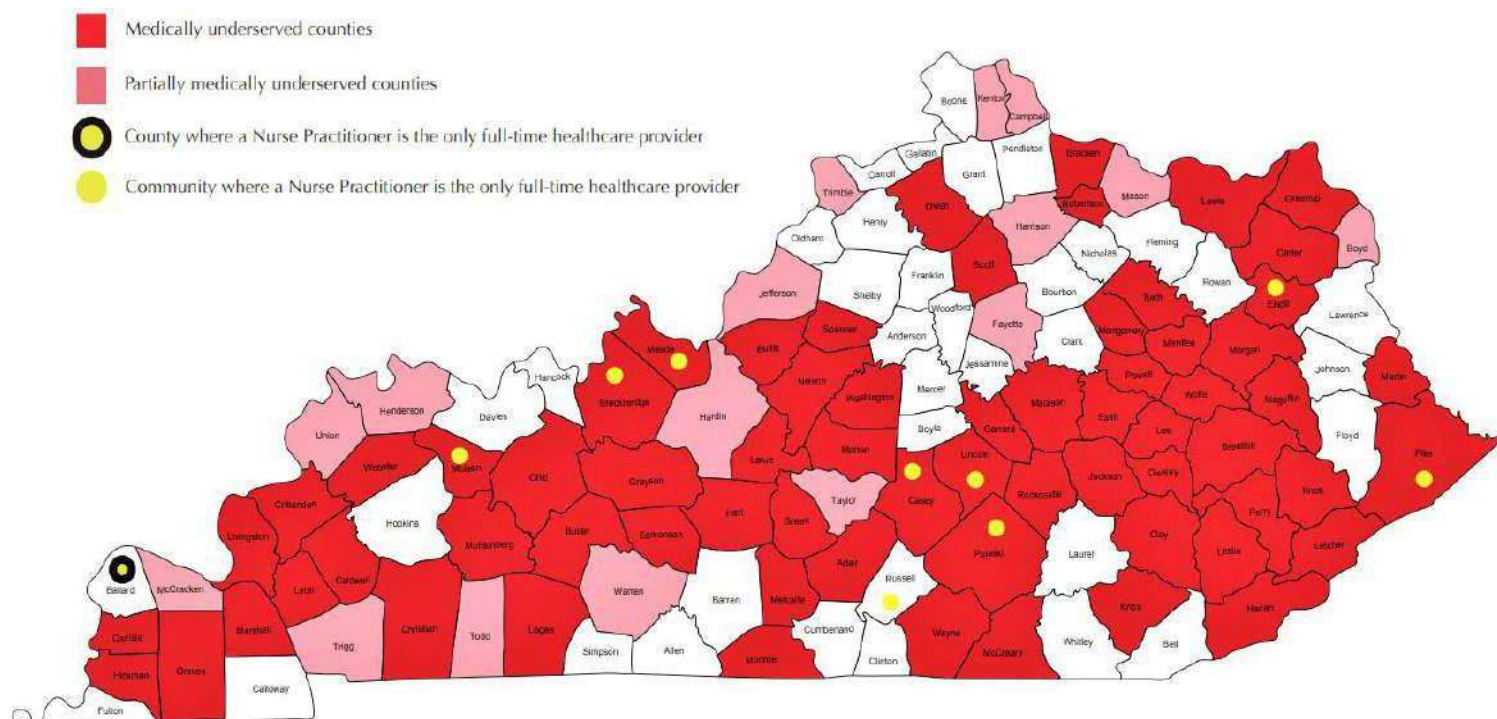 Medically underserved counties
Partially medically underserved counties
County where a Nurse Practitioner is the only full-time healthcare provider
Community where a Nurse Practitioner is the only full-time healthcare provider
Boone
Kenton
Campbell
Gallatin
Pendleton
Carroll
Grant
Bracken
Trimble
Owen
Robertson
Mason
Lewis
Greenup
Henry
Harrison
Oldham
Fleming
Nicholas
Carter
Boyd
Scott
Franklin
Rowan
Jefferson
Shelby
Bourbon
Bath
Elliott
Woodford
Lawrence
Fayette
Spencer
Anderson
Montgomery
Clark
Menifee
Meade
Bullitt
Morgan
Jessamine
Johnson
Hancock
Powell
Martin
Nelson
Mercer
Wolfe
Breckinridge
Washington
Magoffin
Madison
Henderson
Davies
Hardin
Estill
Boyle
Garrard
Lee
Union
Floyd
Breathitt
Marion
Larue
Lincoln
Pike
Webster
Mclean
Owsley
Jackson
Ohio
Grayson
Rockcastle
Knott
Taylor
Casey
Crittenden
Perry
Hart
Green
Hopkins
Butler
Edmonson
Clay
Livingston
Muhlenberg
Leslie
Letcher
Pulaski
Laurel
Adair
Russell
Caldwell
Ballard
McCracken
Lyon
Warren
Barren
Metcalfe
Knox
Harlan
Christian
Todd
Logan
Cumberland
Wayne
Marshall
Carlisle
Whitley
Bell
Trigg
Simpson
Allen
McCreary
Monroe
Clinton
Graves
Hickman
Calloway
Fulton